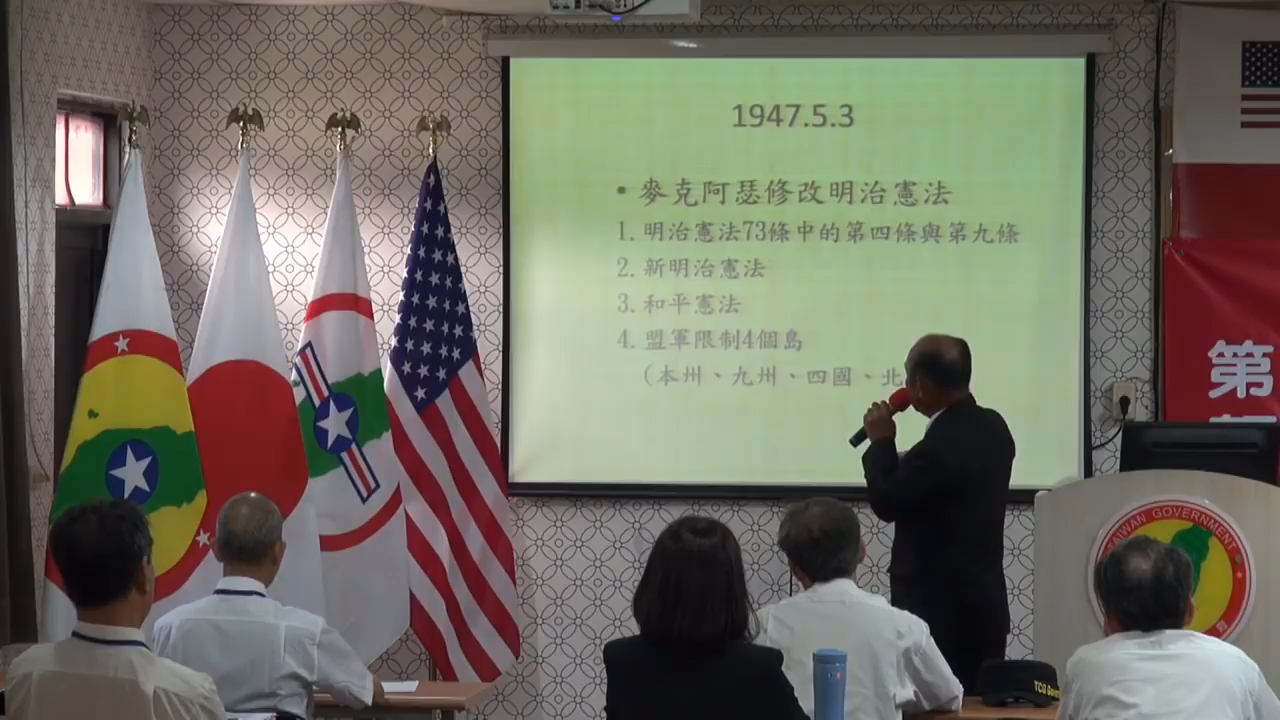 1947.5.3
• 麥克阿瑟修改明治憲法
1. 明治憲法73條中的第四條與第九條
2. 新明治憲法
3. 和平憲法
4. 盟軍限制4個島
(本州、九州、四國、北
第
TAIWAN GOVERNMENT
TCG